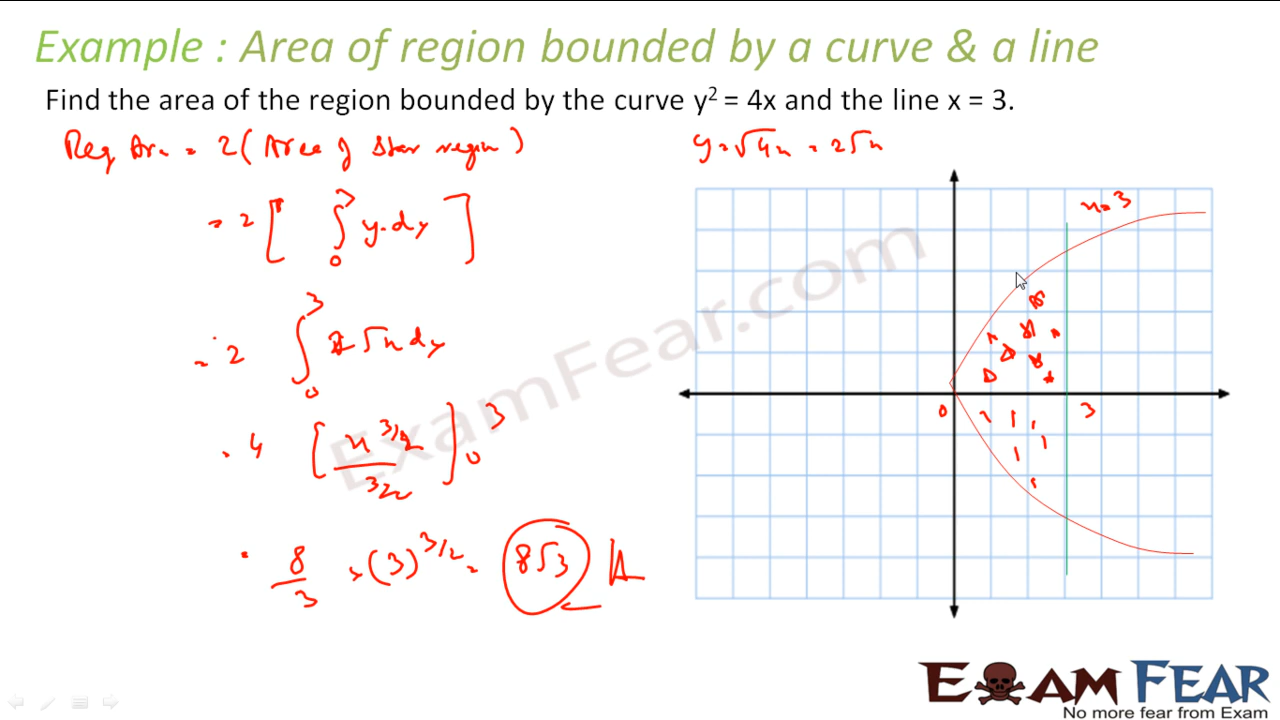 Example : Area of region bounded by a curve & a line
Find the area of the region bounded by the curve y² = 4x and the line x = 3.
Req Are = 2 (Area of star region)
y = √4x = 2√x
= 2 [ ∫₀³ y.dx ]
x = 3
= 2 ∫₀³ 2√x dx
0 3
= 4 [ x^3/2 / 3/2 ]₀³
= 8/3 × (3)^3/2 = 8√3 A
ExamFear.com
EXAM FEAR
No more fear from Exam